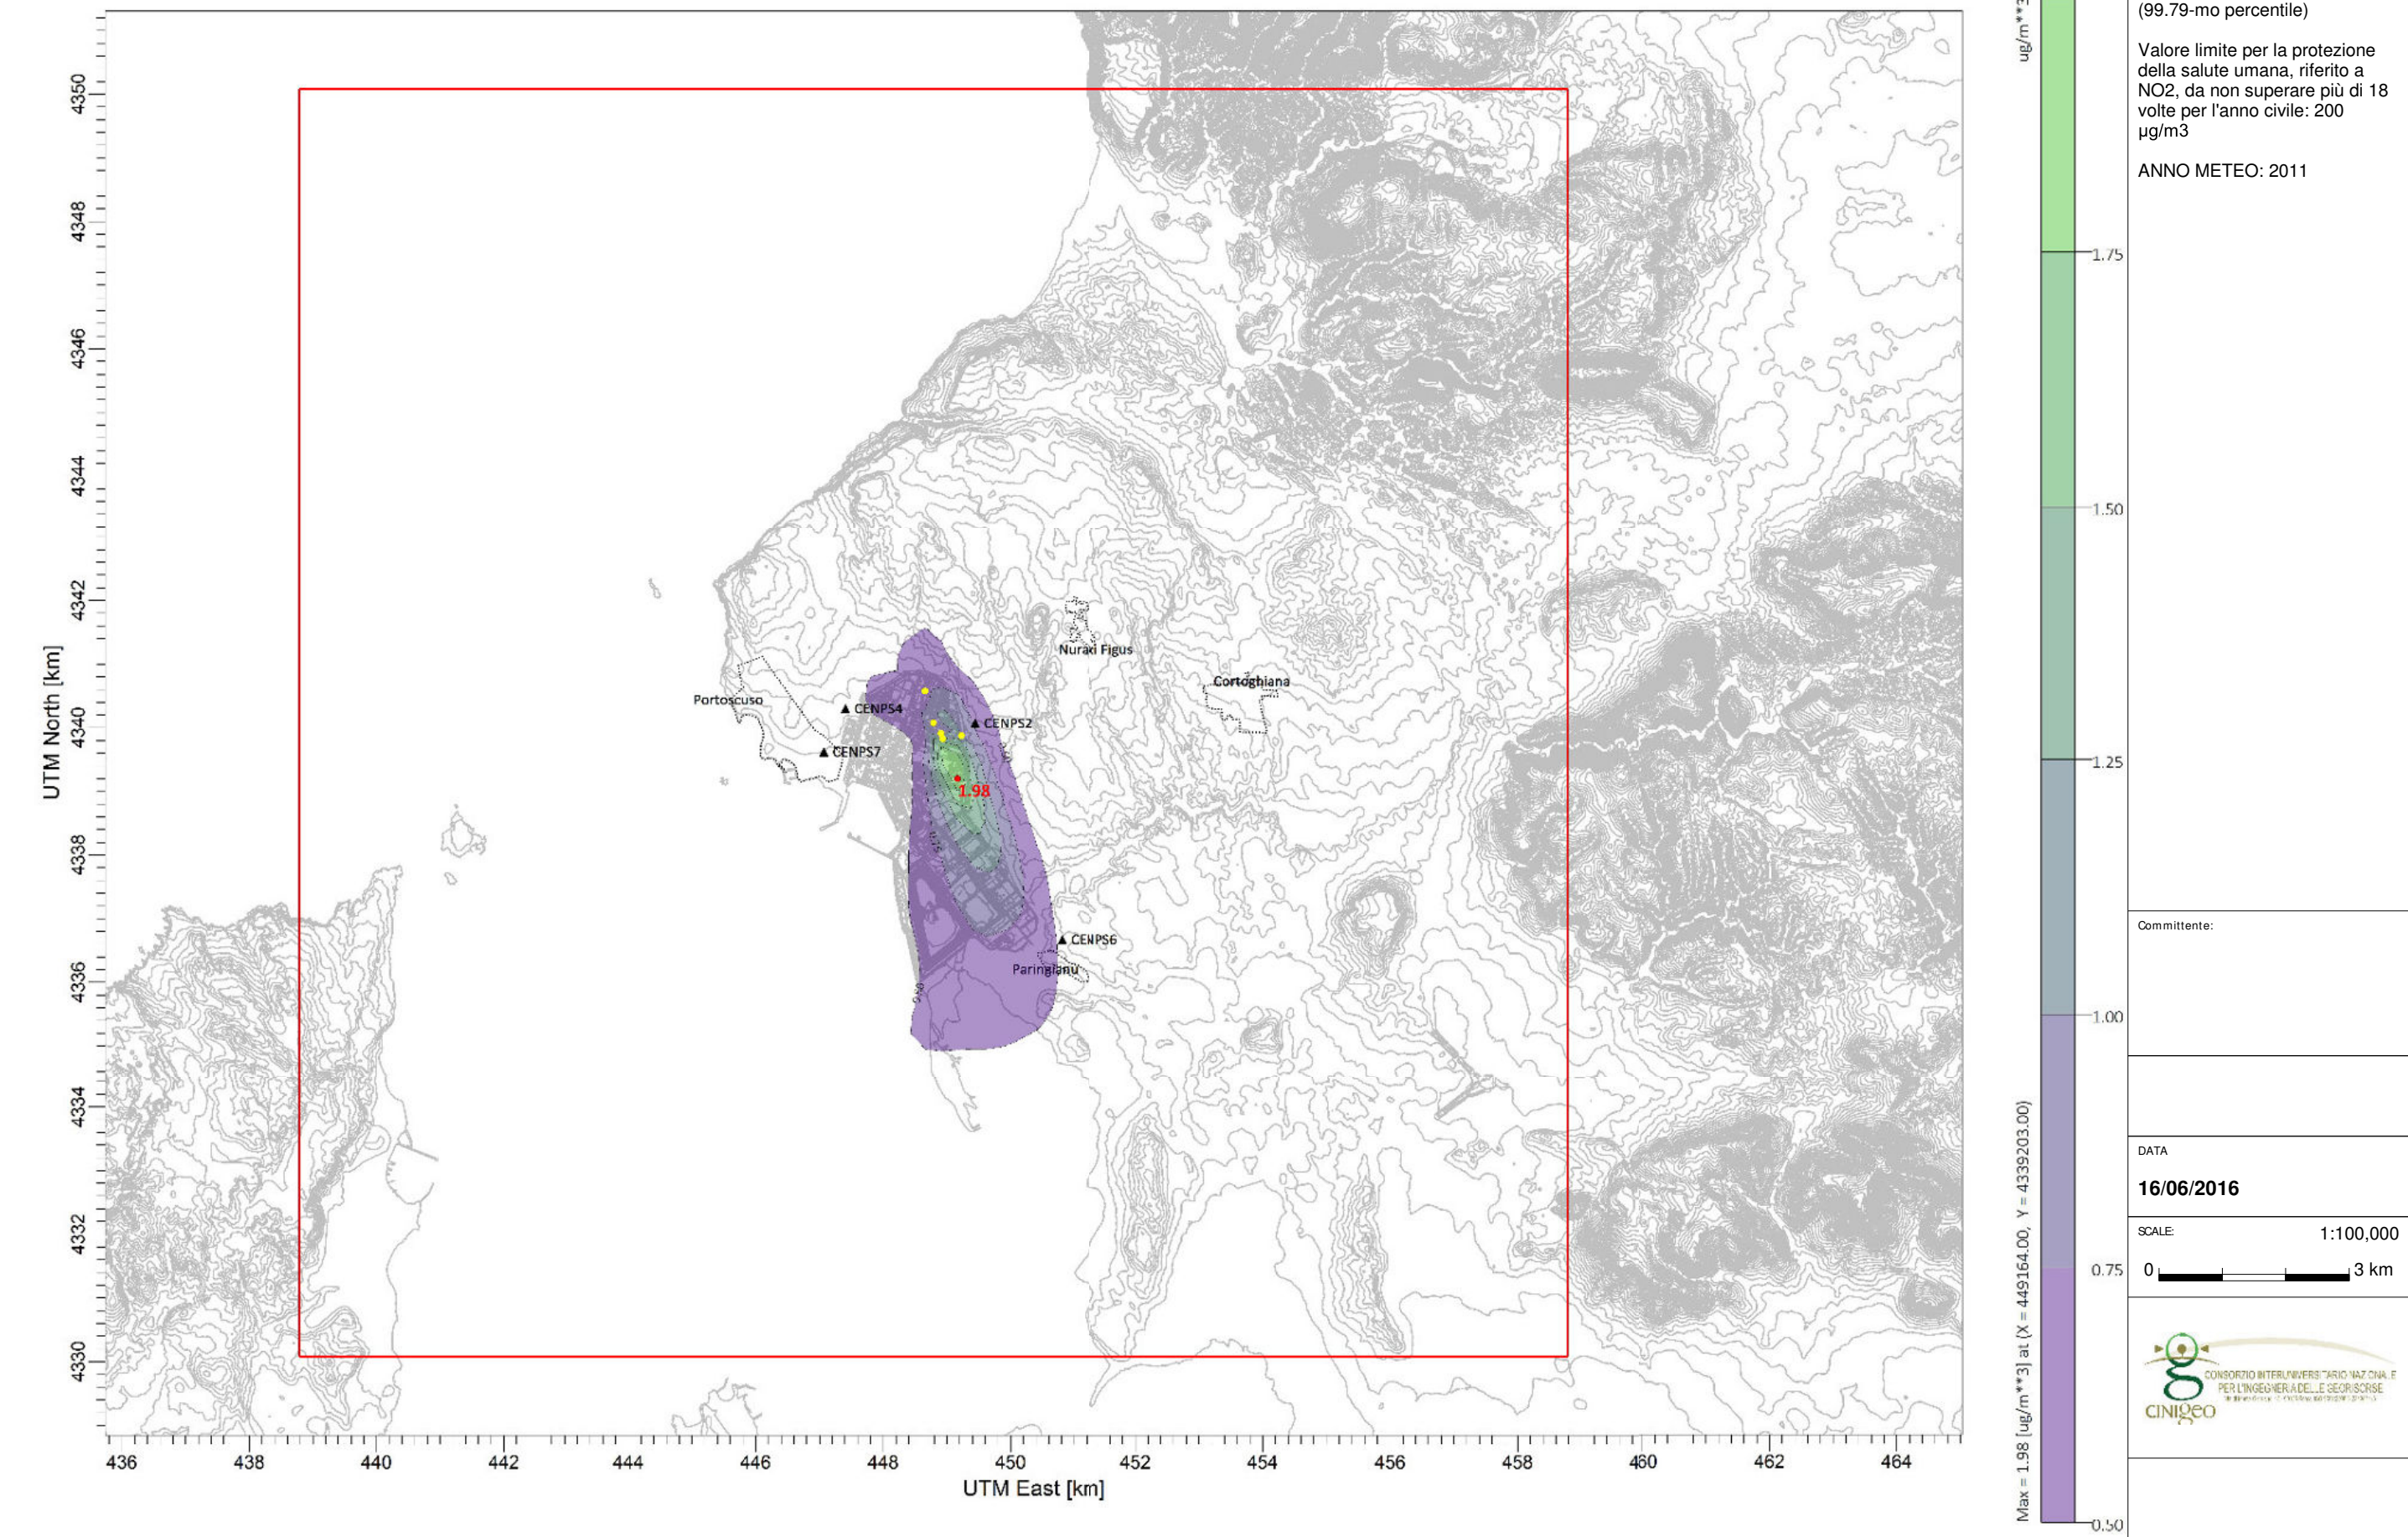 4350
4348
4346
4344
4342
4340
4338
4336
4334
4332
4330
UTM North [km]
436
438
440
442
444
446
448
450
452
454
456
458
460
462
464
UTM East [km]
Nuraxi Figus
Cortoghiana
Portoscuso
CENPS4
CENPS2
CENPS7
1.98
CENPS6
Paringianu
ug/m**3
1.75
1.50
1.25
1.00
0.75
0.50
Max = 1.98 [ug/m**3] at (X = 449164.00, Y = 4339203.00)
(99.79-mo percentile)
Valore limite per la protezione
della salute umana, riferito a
NO2, da non superare più di 18
volte per l'anno civile: 200
µg/m3
ANNO METEO: 2011
Committente:
DATA
16/06/2016
SCALE:
1:100,000
0
3 km
CONSORZIO INTERUNIVERSITARIO NAZIONALE
PER L'INGEGNERIA DELLE GEORISORSE
CINIgeo